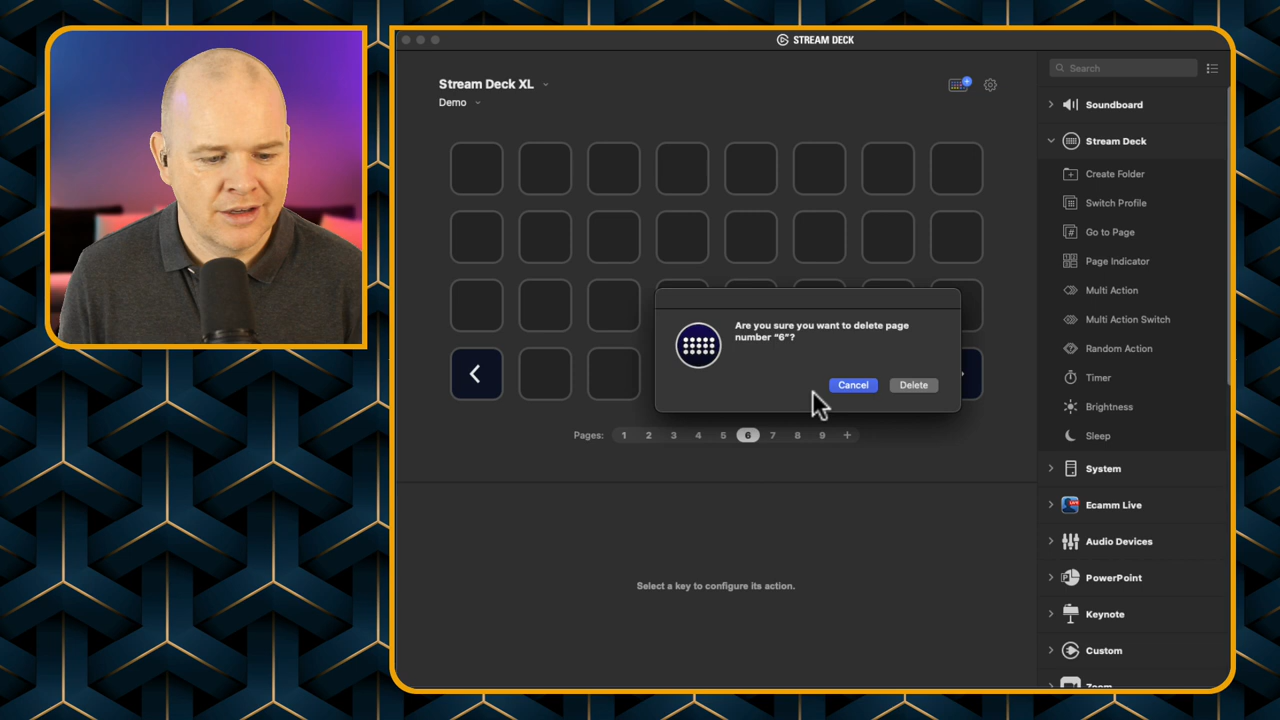 STREAM DECK
Stream Deck XL
Demo
Search
Soundboard
Stream Deck
Create Folder
Switch Profile
Go to Page
Page Indicator
Multi Action
Multi Action Switch
Random Action
Timer
Brightness
Sleep
System
Ecamm Live
Audio Devices
PowerPoint
Keynote
Custom
Zoom
Are you sure you want to delete page
number “6”?
Cancel Delete
Pages: 1 2 3 4 5 6 7 8 9 +
Select a key to configure its action.